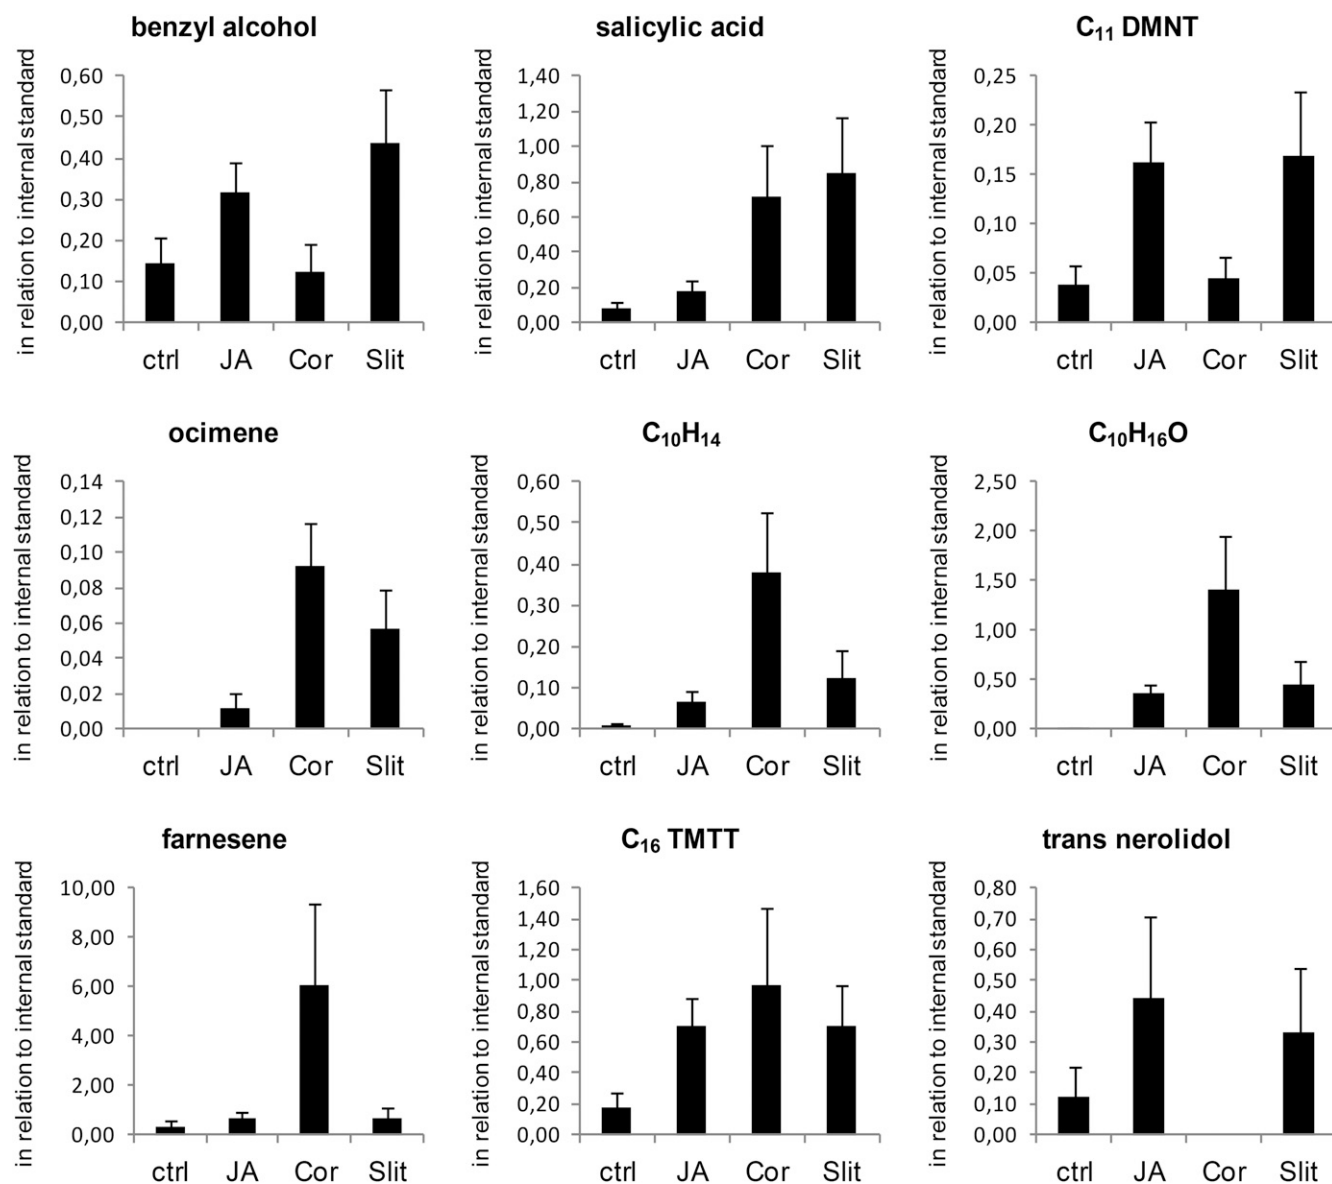 benzyl alcohol
in relation to internal standard
0,60
0,50
0,40
0,30
0,20
0,10
0,00
ctrl JA Cor Slit
salicylic acid
in relation to internal standard
1,40
1,20
1,00
0,80
0,60
0,40
0,20
0,00
ctrl JA Cor Slit
C₁₁ DMNT
in relation to internal standard
0,25
0,20
0,15
0,10
0,05
0,00
ctrl JA Cor Slit
ocimene
in relation to internal standard
0,14
0,12
0,10
0,08
0,06
0,04
0,02
0,00
ctrl JA Cor Slit
C₁₀H₁₄
in relation to internal standard
0,60
0,50
0,40
0,30
0,20
0,10
0,00
ctrl JA Cor Slit
C₁₀H₁₆O
in relation to internal standard
2,50
2,00
1,50
1,00
0,50
0,00
ctrl JA Cor Slit
farnesene
in relation to internal standard
10,00
8,00
6,00
4,00
2,00
0,00
ctrl JA Cor Slit
C₁₆ TMTT
in relation to internal standard
1,60
1,40
1,20
1,00
0,80
0,60
0,40
0,20
0,00
ctrl JA Cor Slit
trans nerolidol
in relation to internal standard
0,80
0,70
0,60
0,50
0,40
0,30
0,20
0,10
0,00
ctrl JA Cor Slit